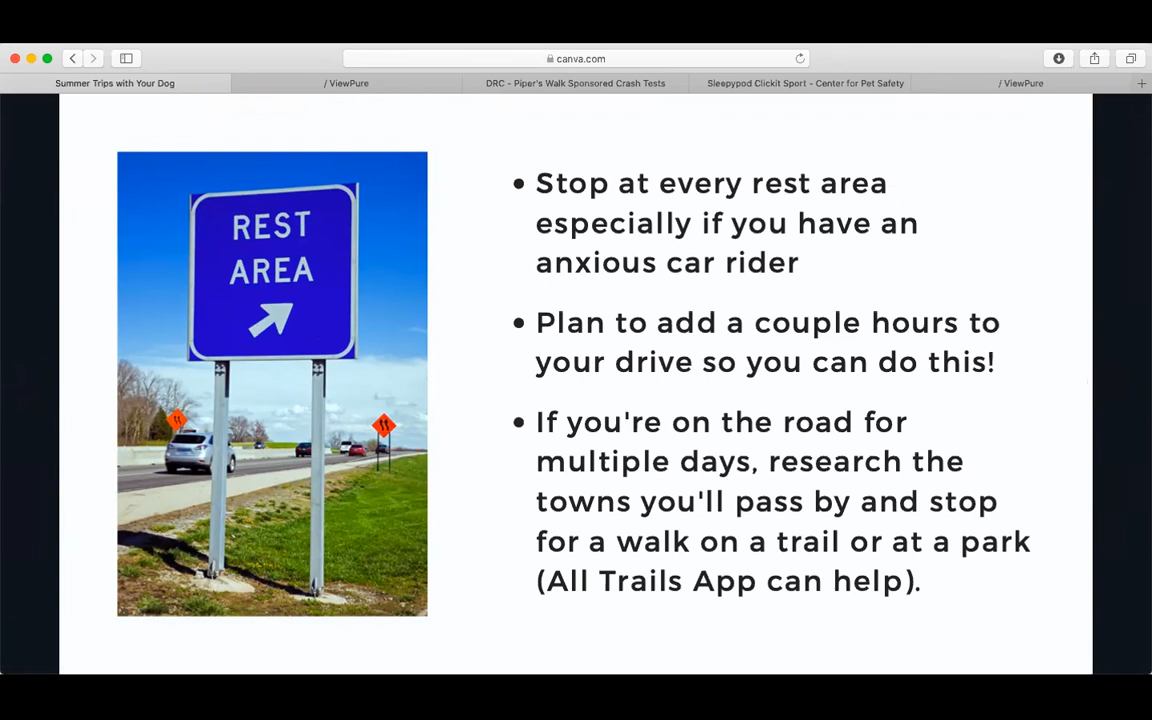 canva.com
Summer Trips with Your Dog
/ ViewPure
DRC - Piper's Walk Sponsored Crash Tests
Sleepypod Clickit Sport - Center for Pet Safety
/ ViewPure
REST
AREA
• Stop at every rest area
especially if you have an
anxious car rider
• Plan to add a couple hours to
your drive so you can do this!
• If you're on the road for
multiple days, research the
towns you'll pass by and stop
for a walk on a trail or at a park
(All Trails App can help).